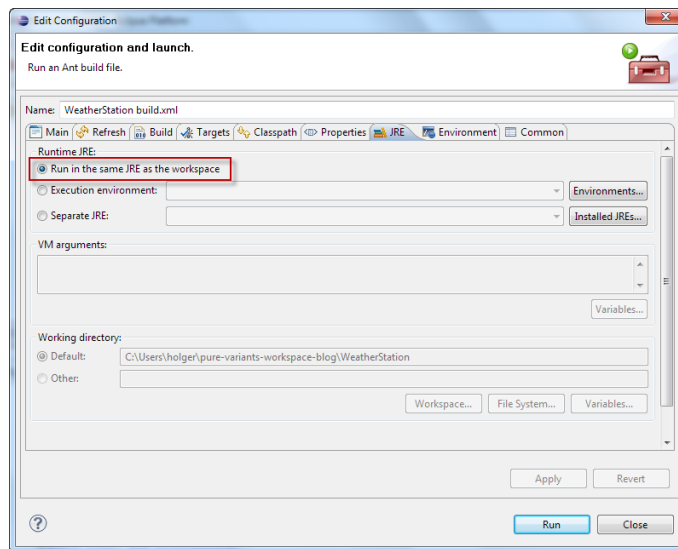 Edit Configuration
Edit configuration and launch.
Run an Ant build file.
Name: WeatherStation build.xml
Main Refresh Build Targets Classpath Properties JRE Environment Common
Runtime JRE:
Run in the same JRE as the workspace
Execution environment: Environments...
Separate JRE: Installed JREs...
VM arguments:
Variables...
Working directory:
Default: C:\Users\holger\pure-variants-workspace-blog\WeatherStation
Other:
Workspace... File System... Variables...
Apply Revert
Run Close